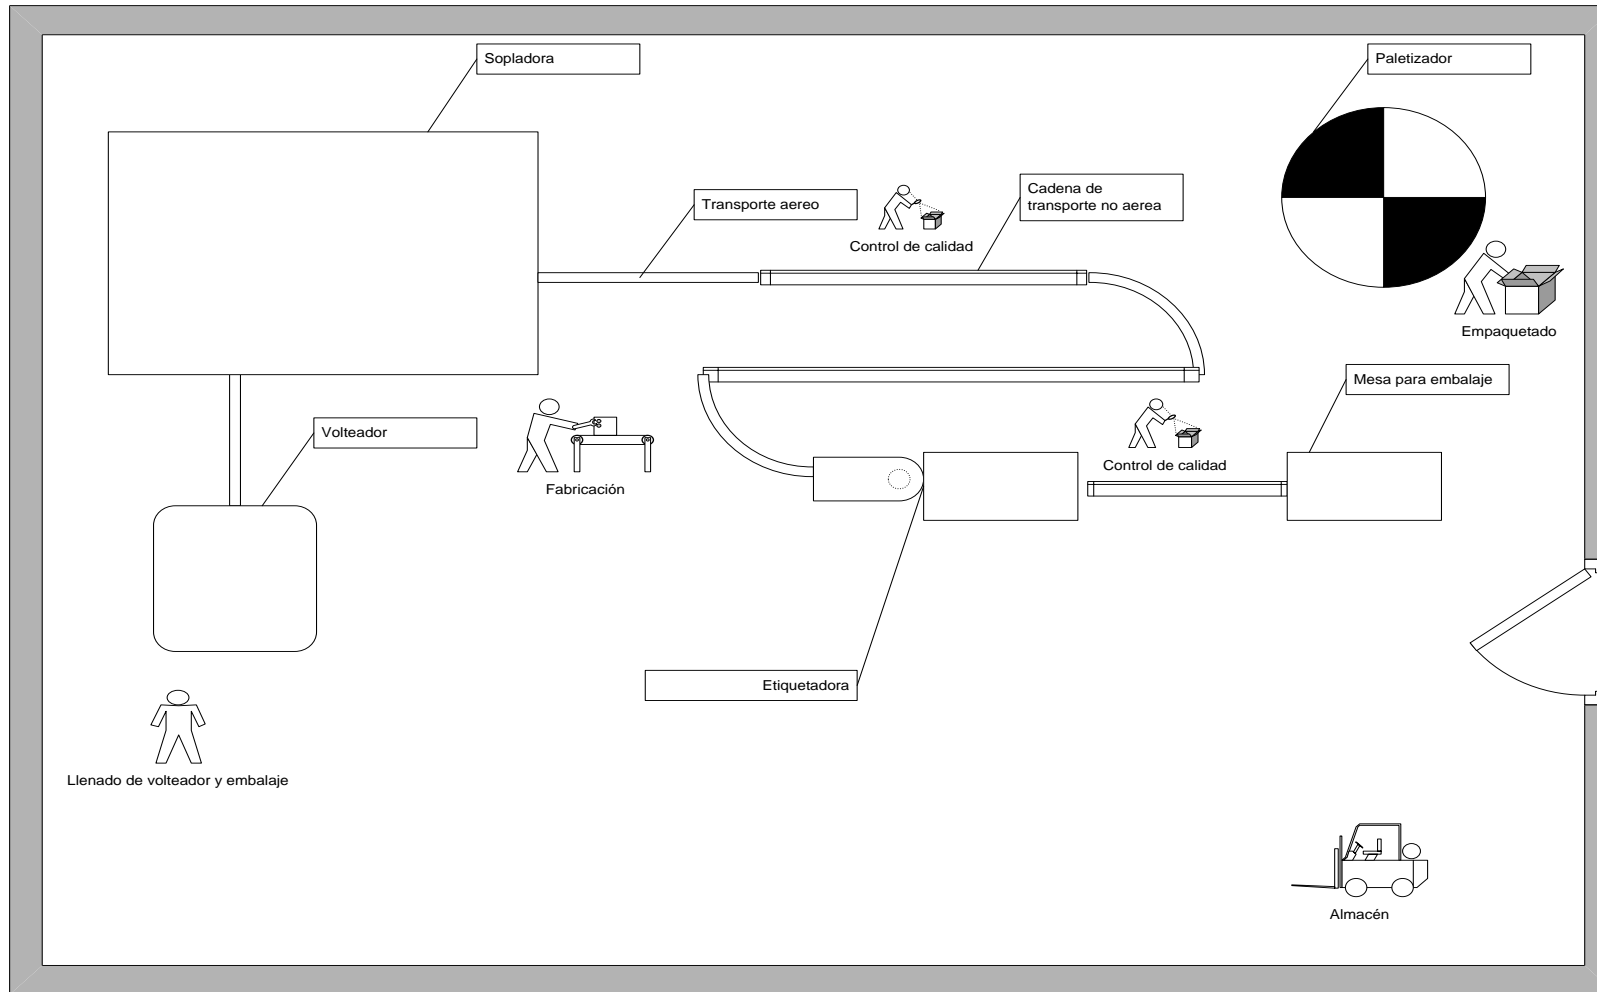 Sopladora
Paletizador
Transporte aereo
Cadena de
transporte no aerea
Control de calidad
Empaquetado
Mesa para embalaje
Volteador
Control de calidad
Fabricación
Etiquetadora
Llenado de volteador y embalaje
Almacén